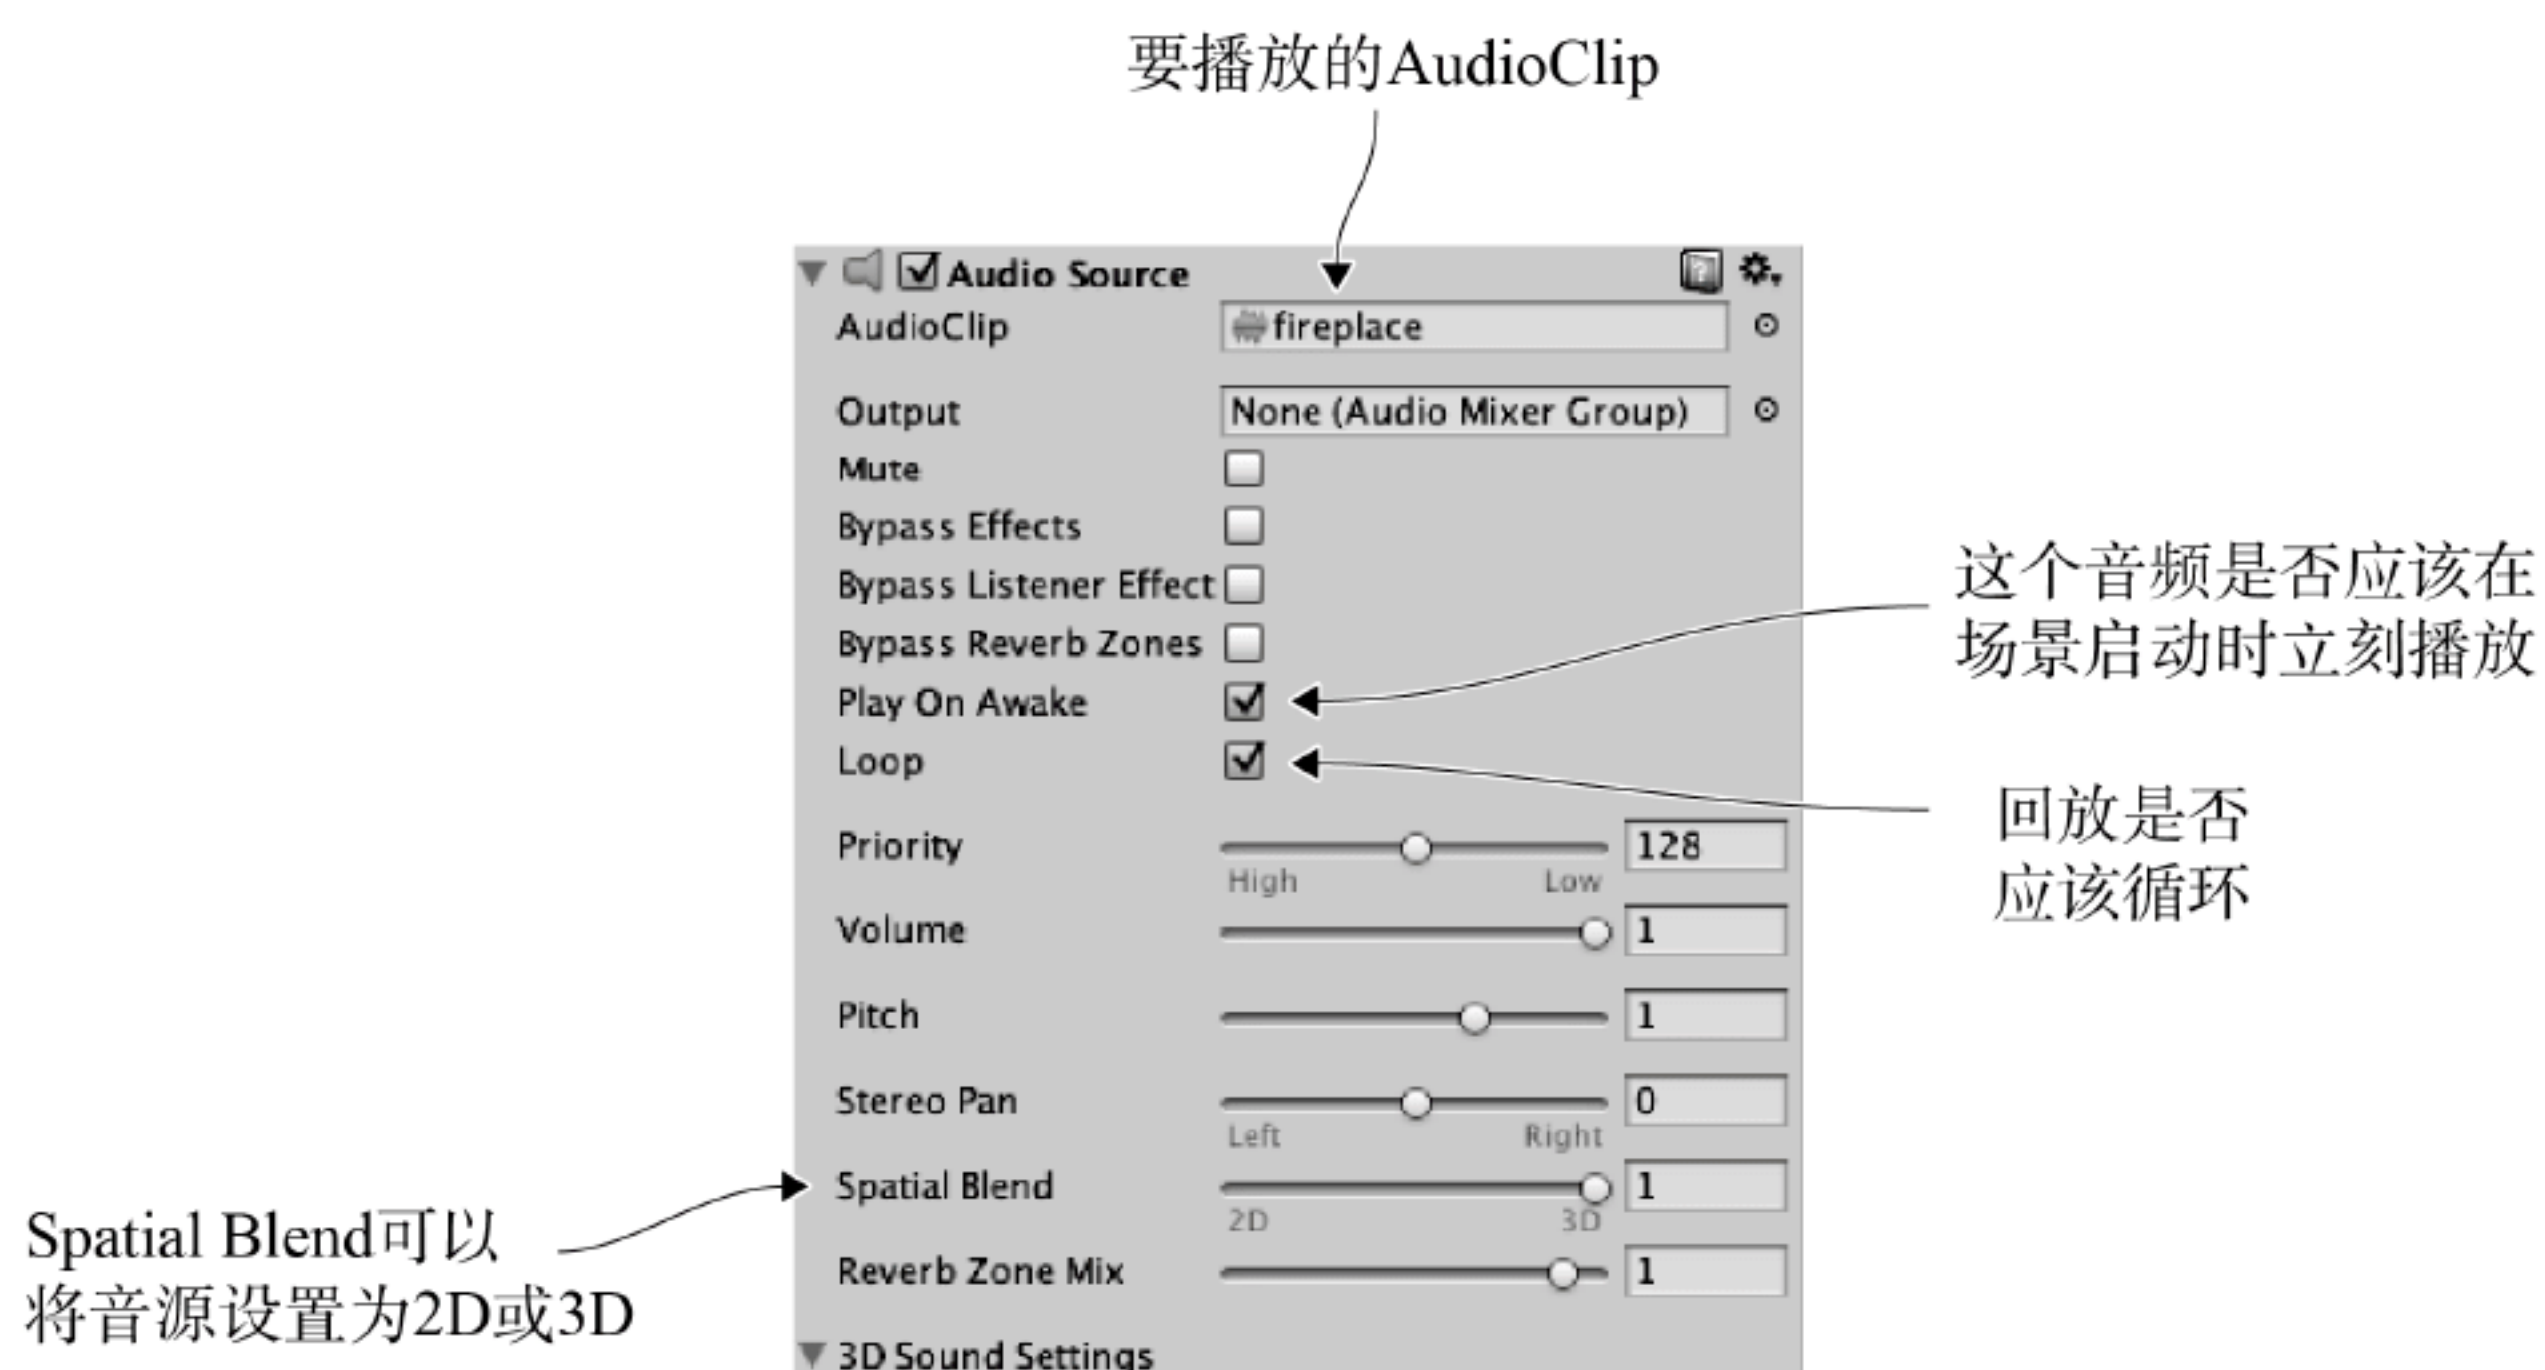 要播放的AudioClip
Audio Source
AudioClip
fireplace
Output
None (Audio Mixer Group)
Mute
Bypass Effects
Bypass Listener Effect
Bypass Reverb Zones
Play On Awake
Loop
这个音频是否应该在
场景启动时立刻播放
回放是否
应该循环
Priority
128
High
Low
Volume
1
Pitch
1
Stereo Pan
0
Left
Right
Spatial Blend
1
2D
3D
Spatial Blend可以
将音源设置为2D或3D
Reverb Zone Mix
1
3D Sound Settings